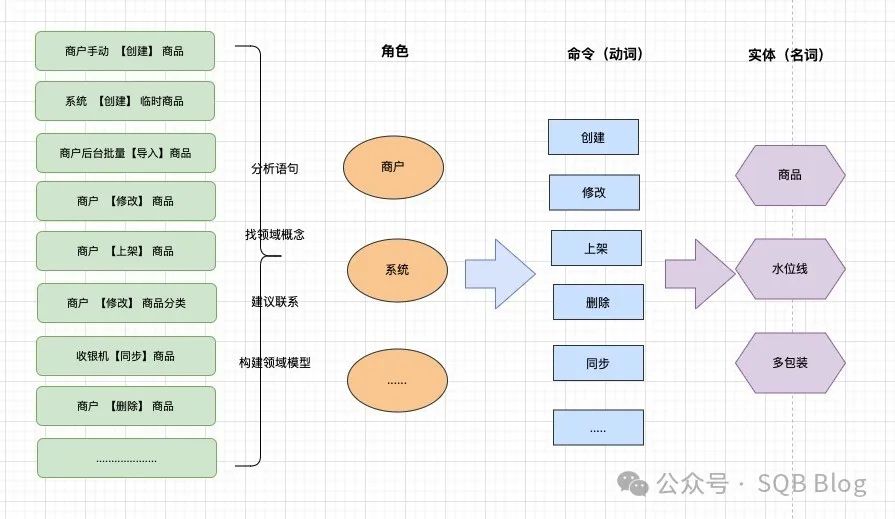 商户手动 【创建】 商品
系统 【创建】 临时商品
商户后台批量【导入】商品
商户 【修改】 商品
商户 【上架】 商品
商户 【修改】 商品分类
收银机【同步】商品
商户 【删除】 商品
....................
分析语句
找领域概念
建议联系
构建领域模型
角色
商户
系统
......
命令（动词）
创建
修改
上架
删除
同步
.....
实体（名词）
商品
水位线
多包装
公众号 · SQB Blog